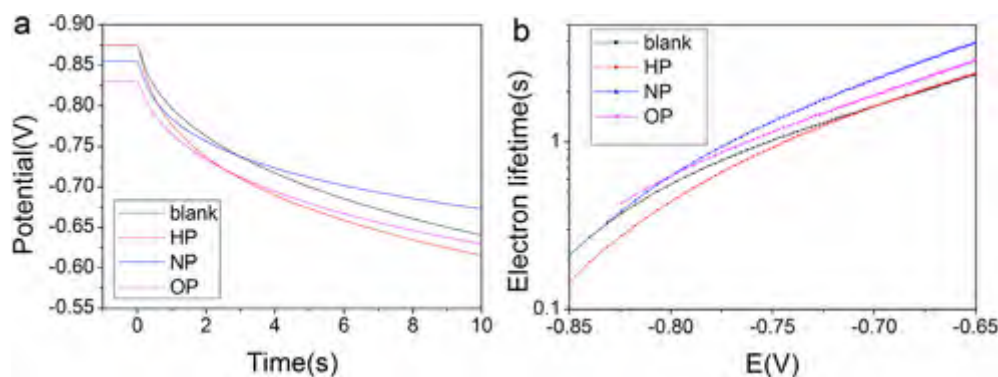 a
-0.90
-0.85
-0.80
-0.75
-0.70
-0.65
-0.60
-0.55
Potential(V)
blank
HP
NP
OP
0 2 4 6 8 10
Time(s)
b
blank
HP
NP
OP
1
0.1
Electron lifetime(s)
-0.85 -0.80 -0.75 -0.70 -0.65
E(V)